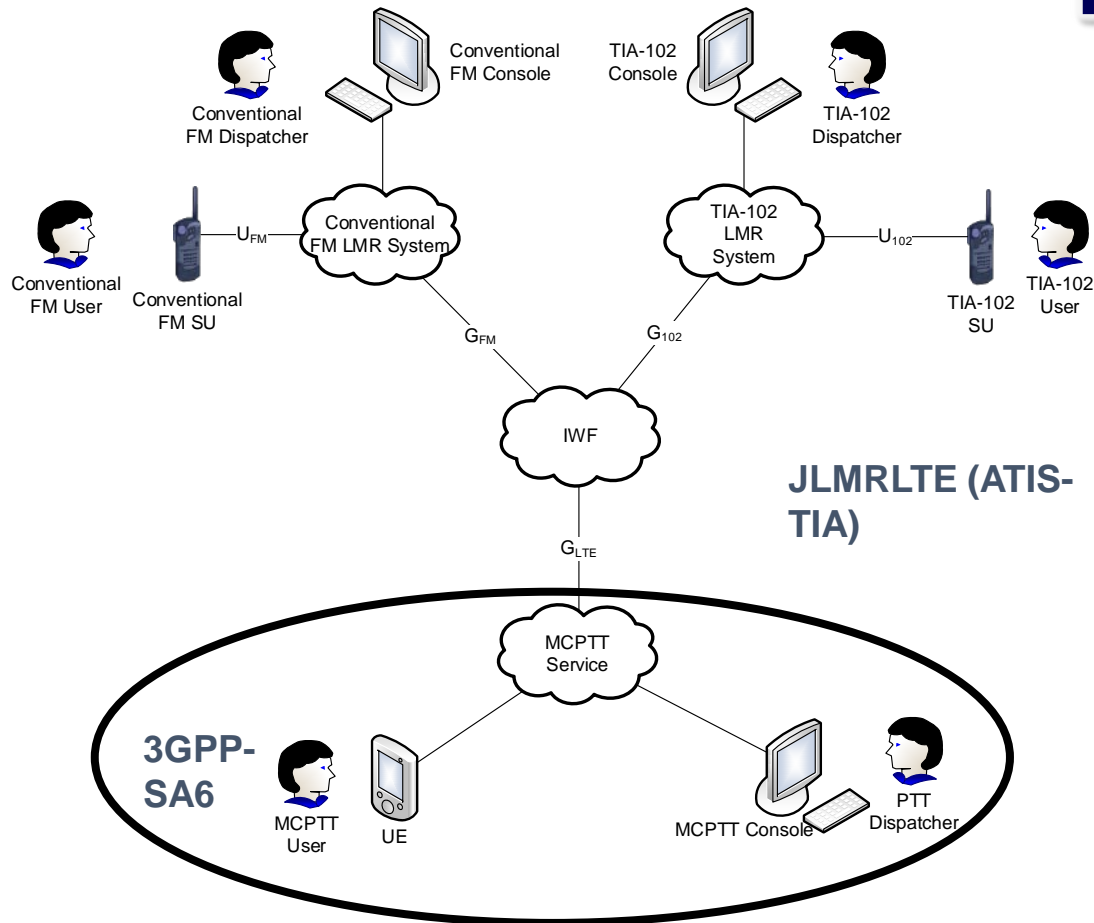 Conventional
FM Console
TIA-102
Console
Conventional
FM Dispatcher
TIA-102
Dispatcher
Conventional
FM LMR System
TIA-102
LMR
System
UFM
U102
Conventional
FM User
Conventional
FM SU
TIA-102
SU
TIA-102
User
GFM
G102
IWF
JLMRLTE (ATIS-
TIA)
GLTE
MCPTT
Service
3GPP-
SA6
MCPTT
User
UE
MCPTT Console
PTT
Dispatcher